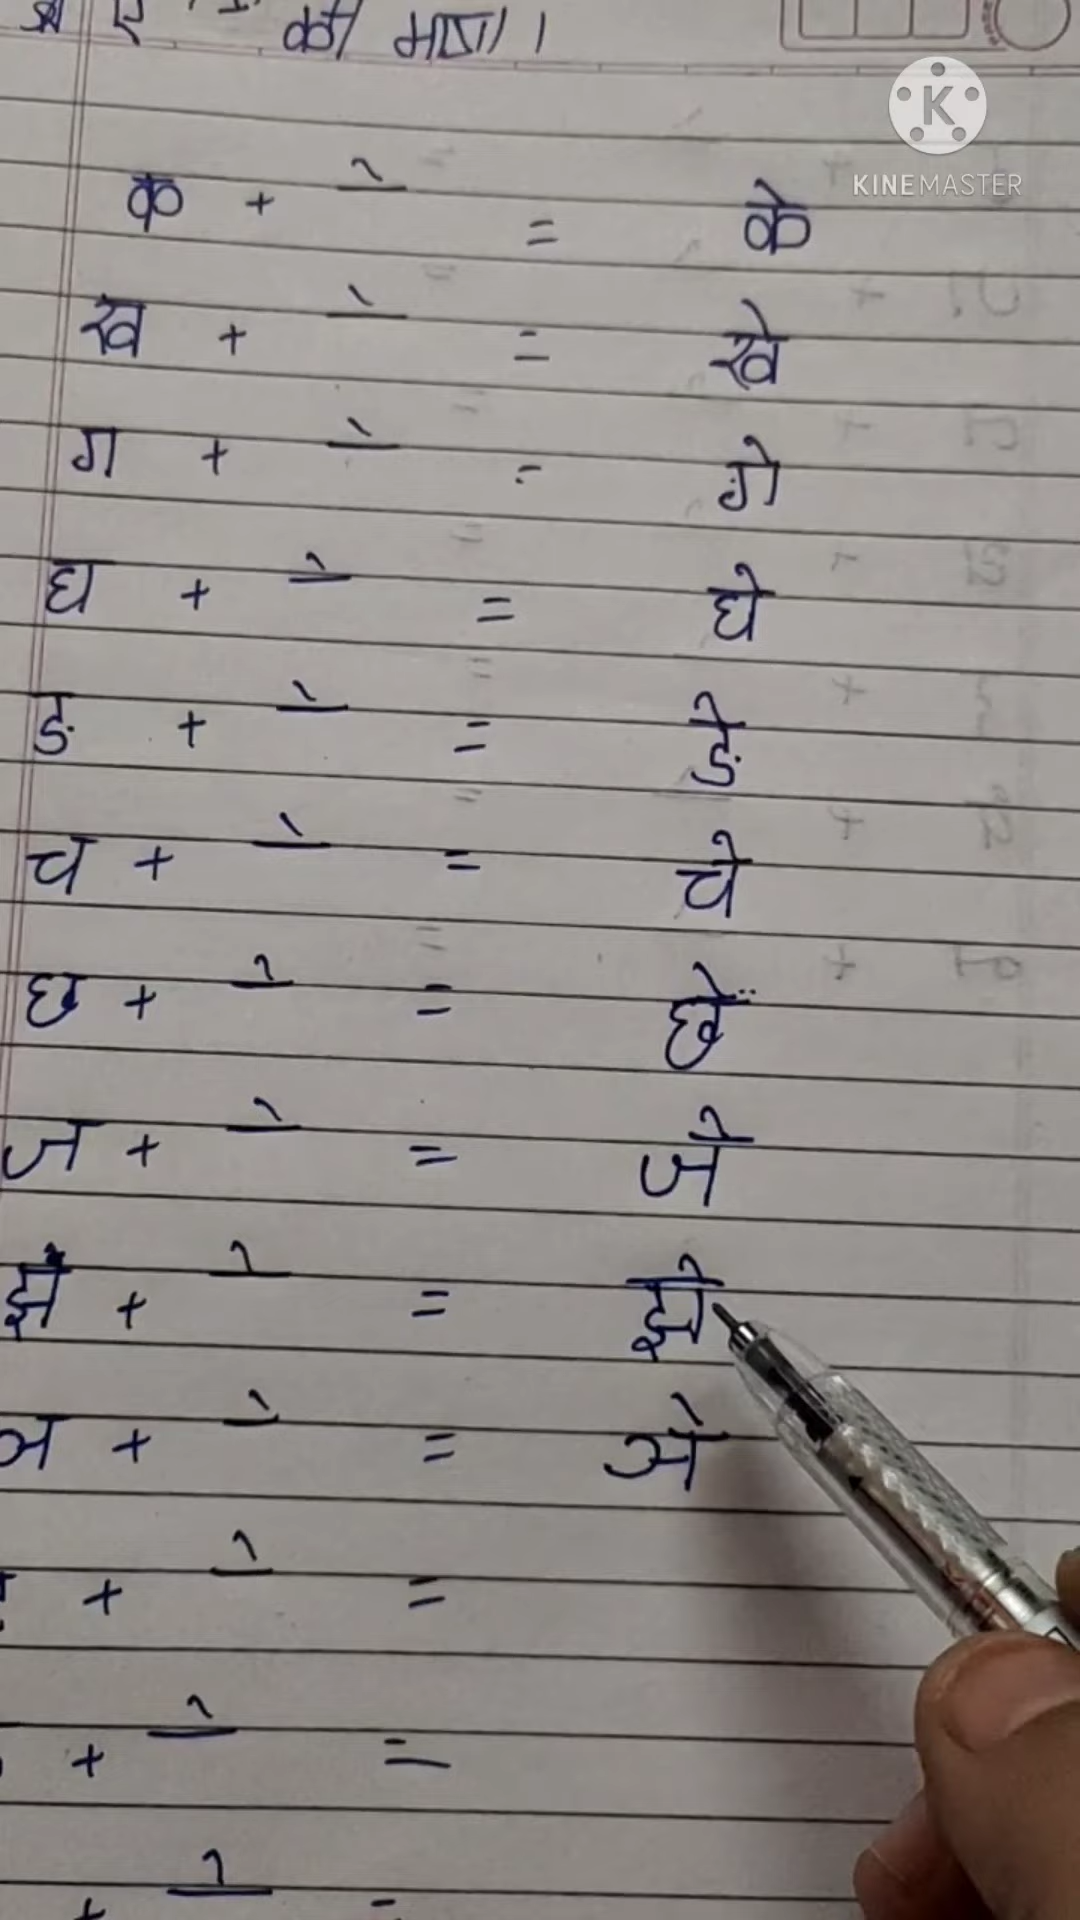 ए की मात्रा।
KINEMASTER
क + े = के
ख + े = खे
ग + े = गे
घ + े = घे
ङ + े = ङे
च + े = चे
छ + े = छे
ज + े = जे
झ + े = झे
ञ + े = ञे
+ े =
+ े =
+ े =